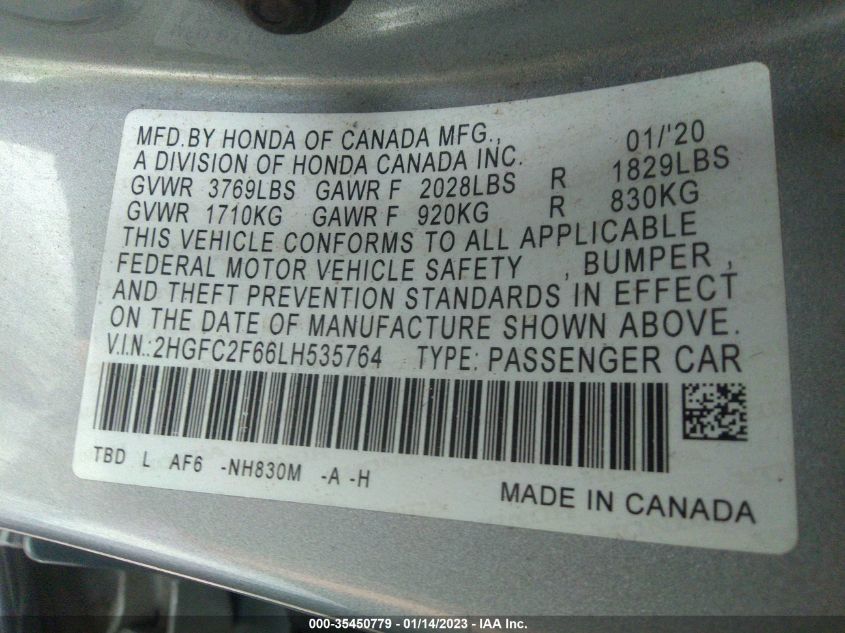 MFD.BY HONDA OF CANADA MFG., 01/'20
A DIVISION OF HONDA CANADA INC.
GVWR 3769LBS GAWR F 2028LBS R 1829LBS
GVWR 1710KG GAWR F 920KG R 830KG
THIS VEHICLE CONFORMS TO ALL APPLICABLE
FEDERAL MOTOR VEHICLE SAFETY , BUMPER ,
AND THEFT PREVENTION STANDARDS IN EFFECT
ON THE DATE OF MANUFACTURE SHOWN ABOVE.
V.I.N.:2HGFC2F66LH535764 TYPE: PASSENGER CAR
TBD L AF6 -NH830M -A -H
MADE IN CANADA
000-35450779 - 01/14/2023 - IAA Inc.